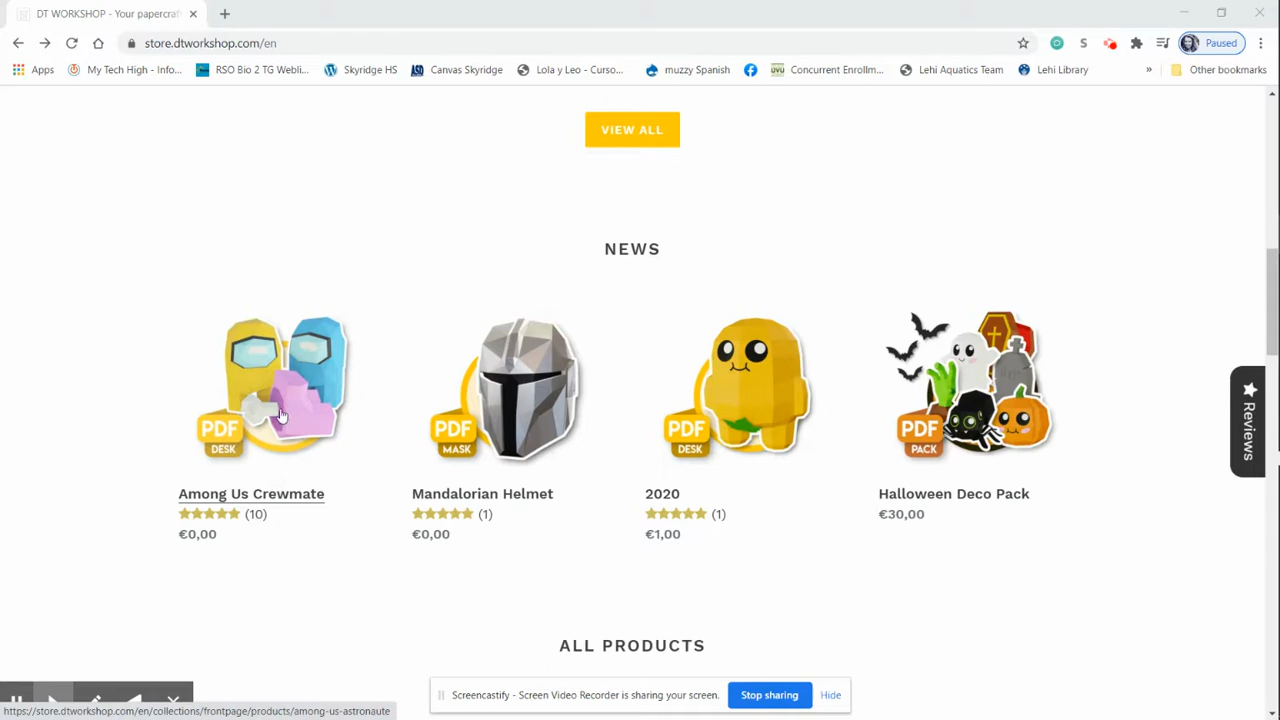 DT WORKSHOP - Your papercraft
store.dtworkshop.com/en
Paused
Apps
My Tech High - Info...
RSO Bio 2 TG Webli...
Skyridge HS
Canvas Skyridge
Lola y Leo - Curso...
muzzy Spanish
Concurrent Enrollm...
Lehi Aquatics Team
Lehi Library
»
Other bookmarks
VIEW ALL
NEWS
PDF
DESK
PDF
MASK
PDF
DESK
PDF
PACK
Among Us Crewmate
(10)
€0,00
Mandalorian Helmet
(1)
€0,00
2020
(1)
€1,00
Halloween Deco Pack
€30,00
Reviews
ALL PRODUCTS
Screencastify - Screen Video Recorder is sharing your screen.
Stop sharing
Hide
https://store.dtworkshop.com/en/collections/frontpage/products/among-us-astronaute